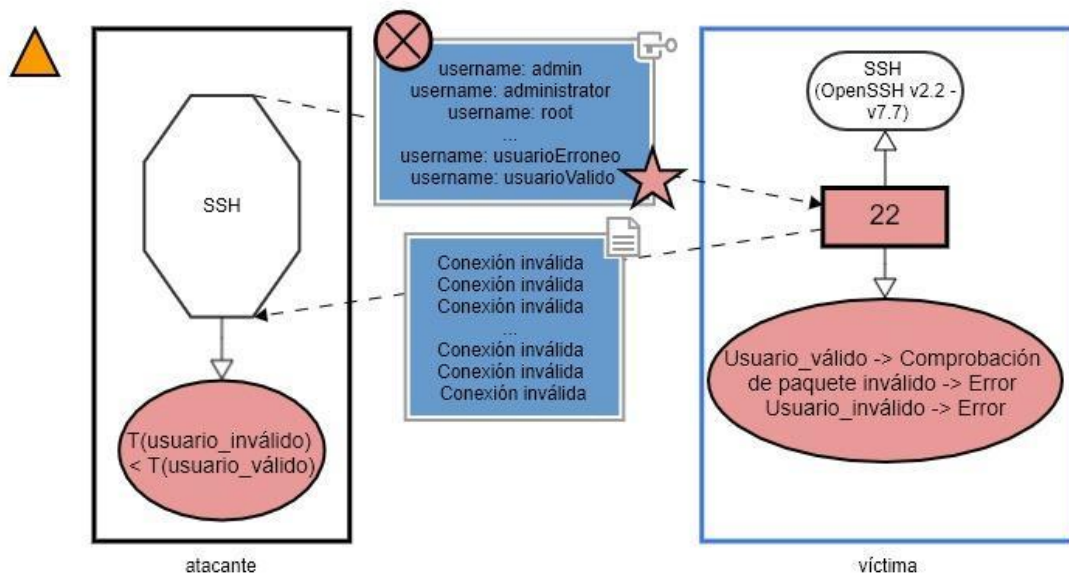 SSH
T(usuario_inválido)
< T(usuario_válido)
atacante
username: admin
username: administrator
username: root
...
username: usuarioErroneo
username: usuarioValido
Conexión inválida
Conexión inválida
Conexión inválida
...
Conexión inválida
Conexión inválida
Conexión inválida
SSH
(OpenSSH v2.2 -
v7.7)
22
Usuario_válido -> Comprobación
de paquete inválido -> Error
Usuario_inválido -> Error
víctima